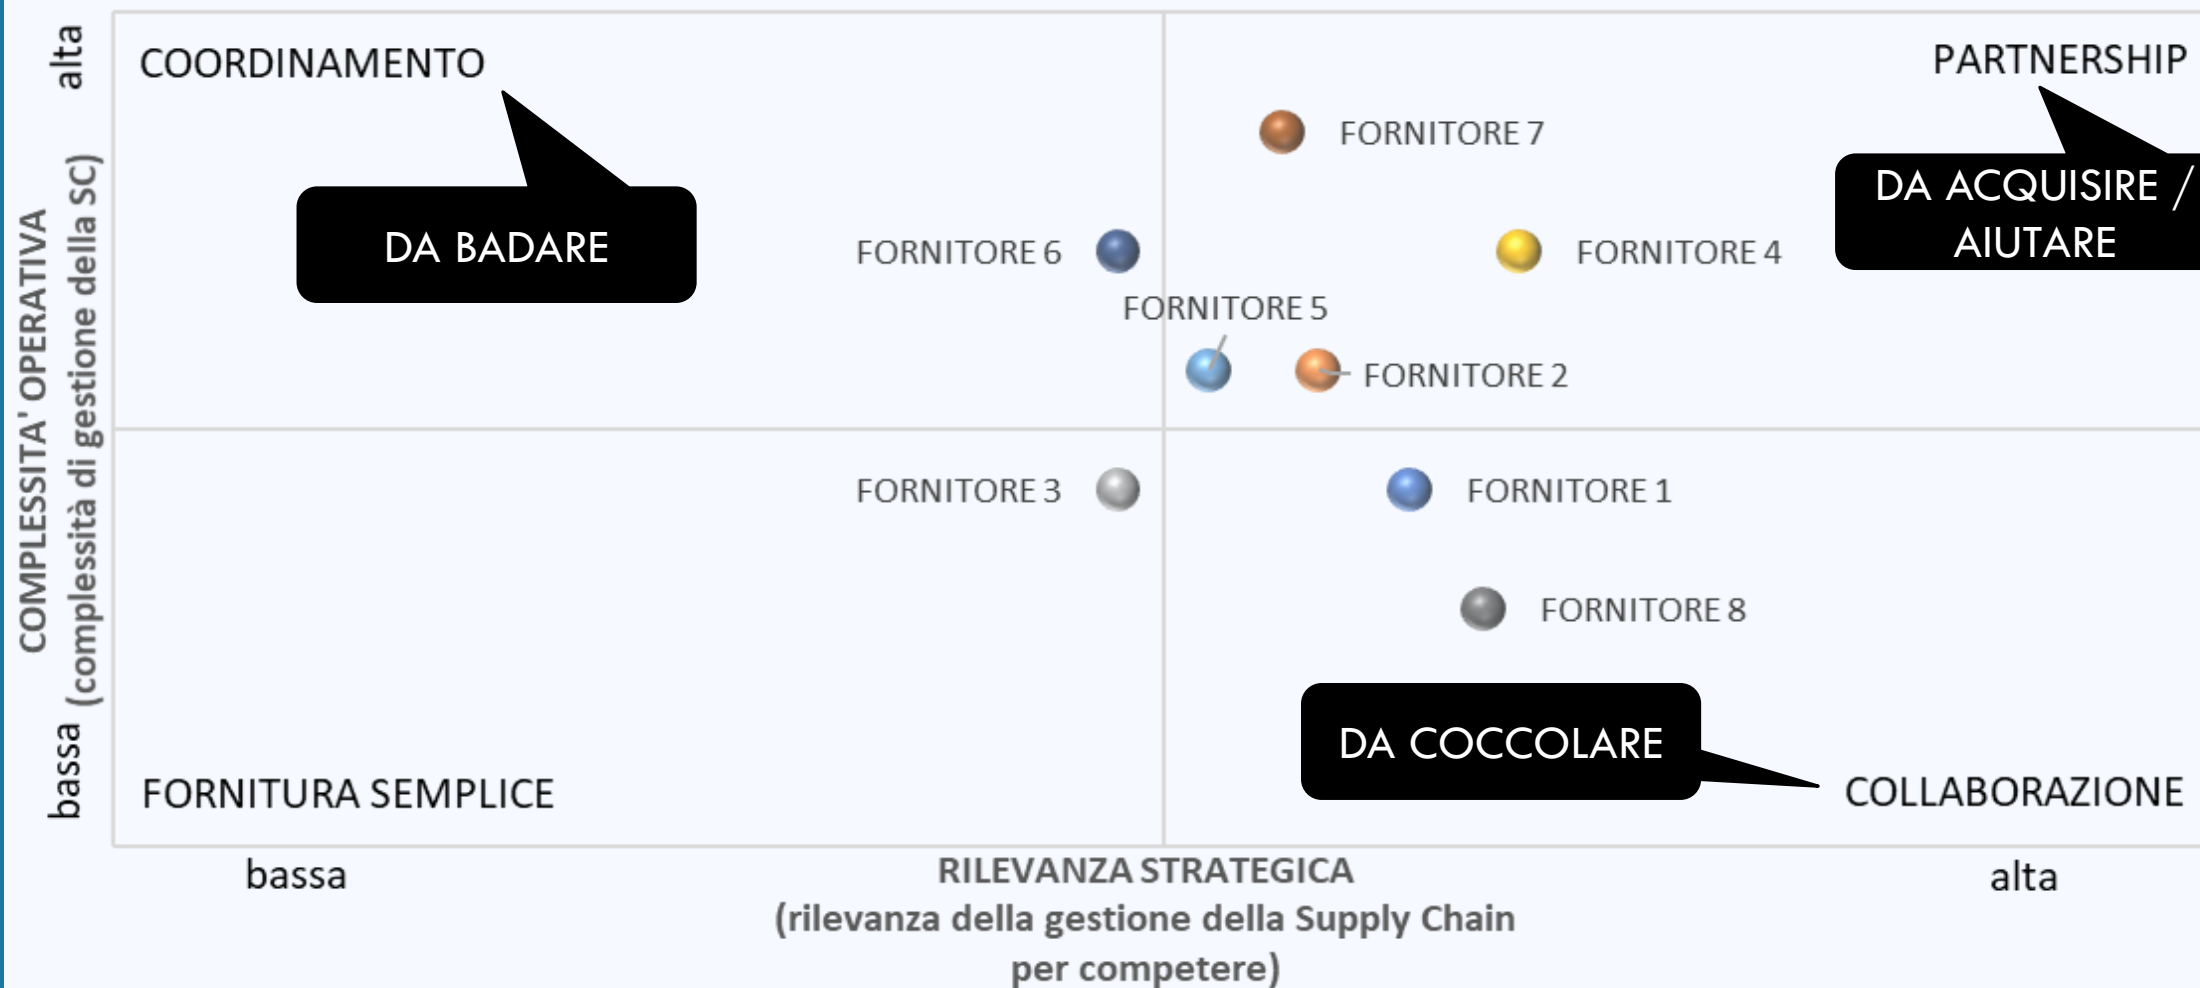 alta
COORDINAMENTO
PARTNERSHIP
FORNITORE 7
DA ACQUISIRE /
AIUTARE
DA BADARE
FORNITORE 6
FORNITORE 4
FORNITORE 5
FORNITORE 2
COMPLESSITA' OPERATIVA
(complessità di gestione della SC)
FORNITORE 3
FORNITORE 1
FORNITORE 8
DA COCCOLARE
bassa
FORNITURA SEMPLICE
COLLABORAZIONE
bassa
RILEVANZA STRATEGICA
alta
(rilevanza della gestione della Supply Chain
per competere)